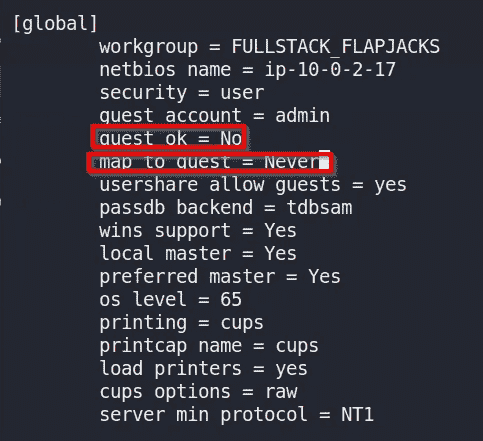 [global]
workgroup = FULLSTACK_FLAPJACKS
netbios name = ip-10-0-2-17
security = user
guest account = admin
guest ok = No
map to guest = Never
usershare allow guests = yes
passdb backend = tdbsam
wins support = Yes
local master = Yes
preferred master = Yes
os level = 65
printing = cups
printcap name = cups
load printers = yes
cups options = raw
server min protocol = NT1